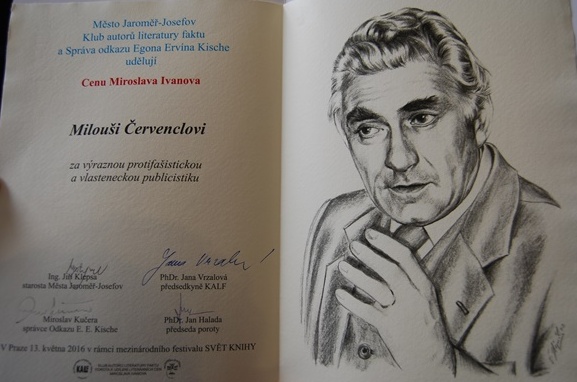 Město Jaroměř-Josefov
Klub autorů literatury faktu
a Správa odkazu Egona Ervína Kische
udělují
Cenu Miroslava Ivanova
Milouši Červenclovi
za výraznou protifašistickou
a vlasteneckou publicistiku
Ing. Jiří Klepsa
starosta Města Jaroměř-Josefov
PhDr. Jana Vrzalová
předsedkyně KALF
Miroslav Kučera
správce Odkazu E. E. Kische
PhDr. Jan Halada
předseda poroty
V Praze 13. května 2016 v rámci mezinárodního festivalu SVĚT KNIHY